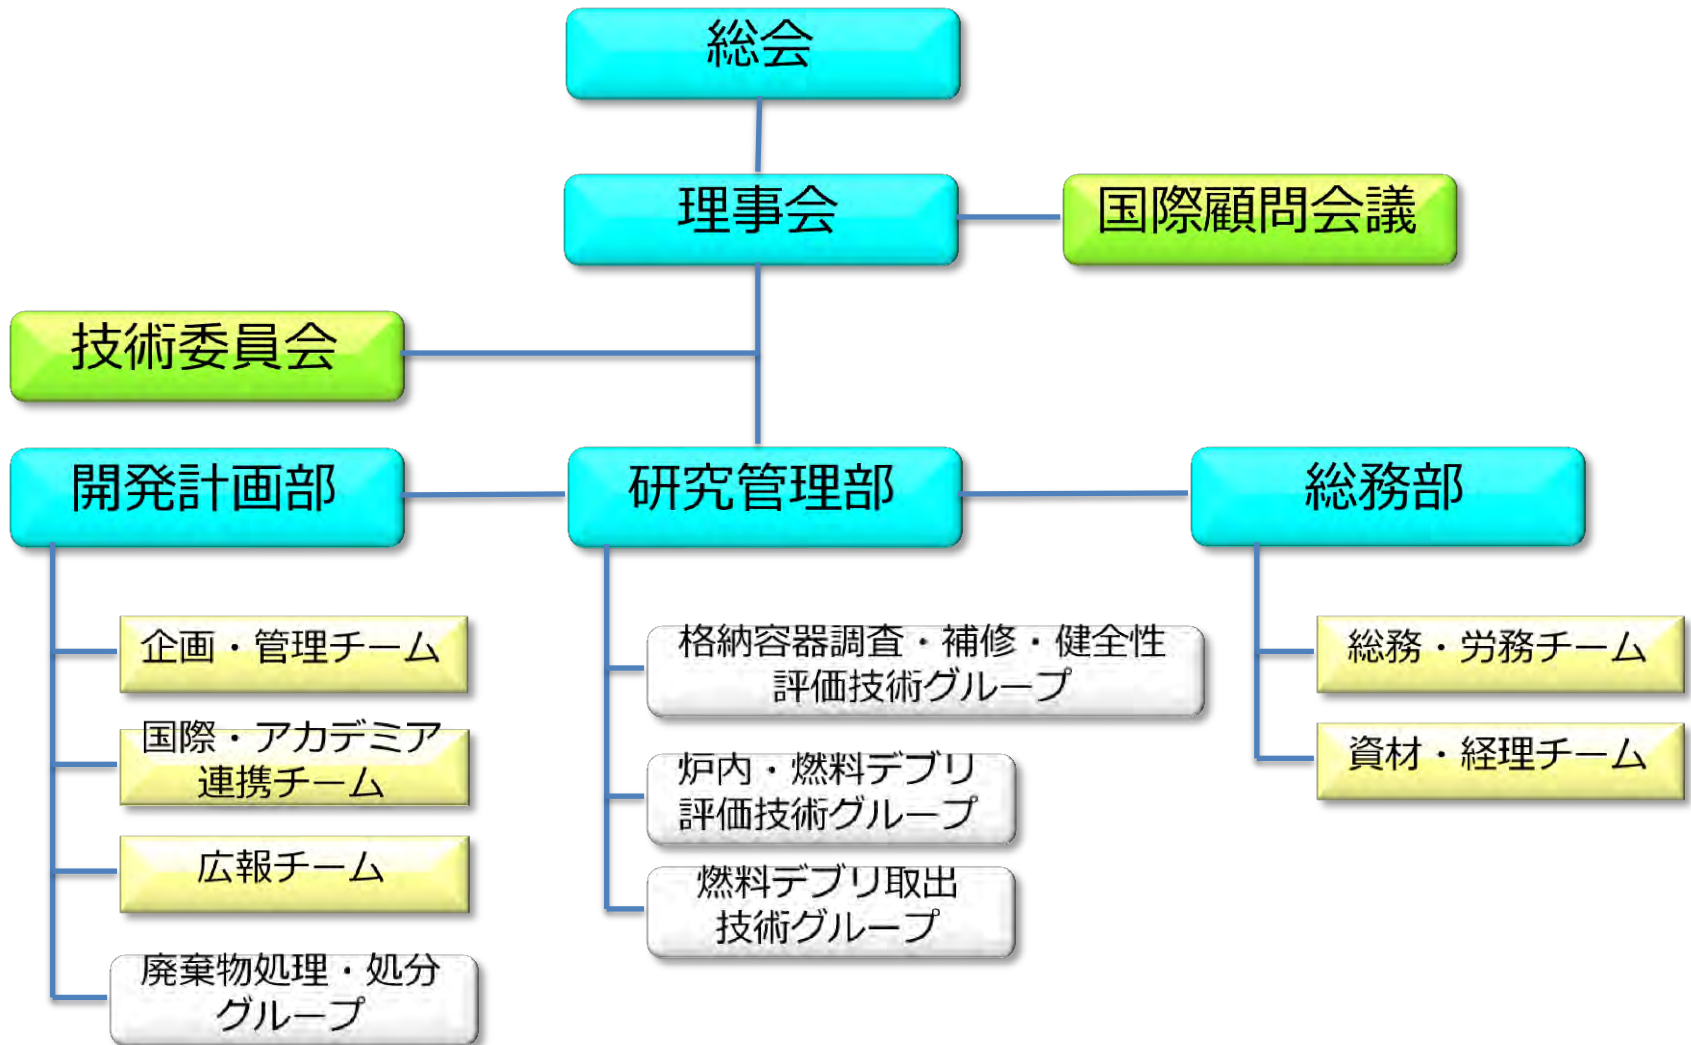 総会
理事会
国際顧問会議
技術委員会
開発計画部
研究管理部
総務部
企画・管理チーム
国際・アカデミア
連携チーム
広報チーム
廃棄物処理・処分
グループ
格納容器調査・補修・健全性
評価技術グループ
炉内・燃料デブリ
評価技術グループ
燃料デブリ取出
技術グループ
総務・労務チーム
資材・経理チーム